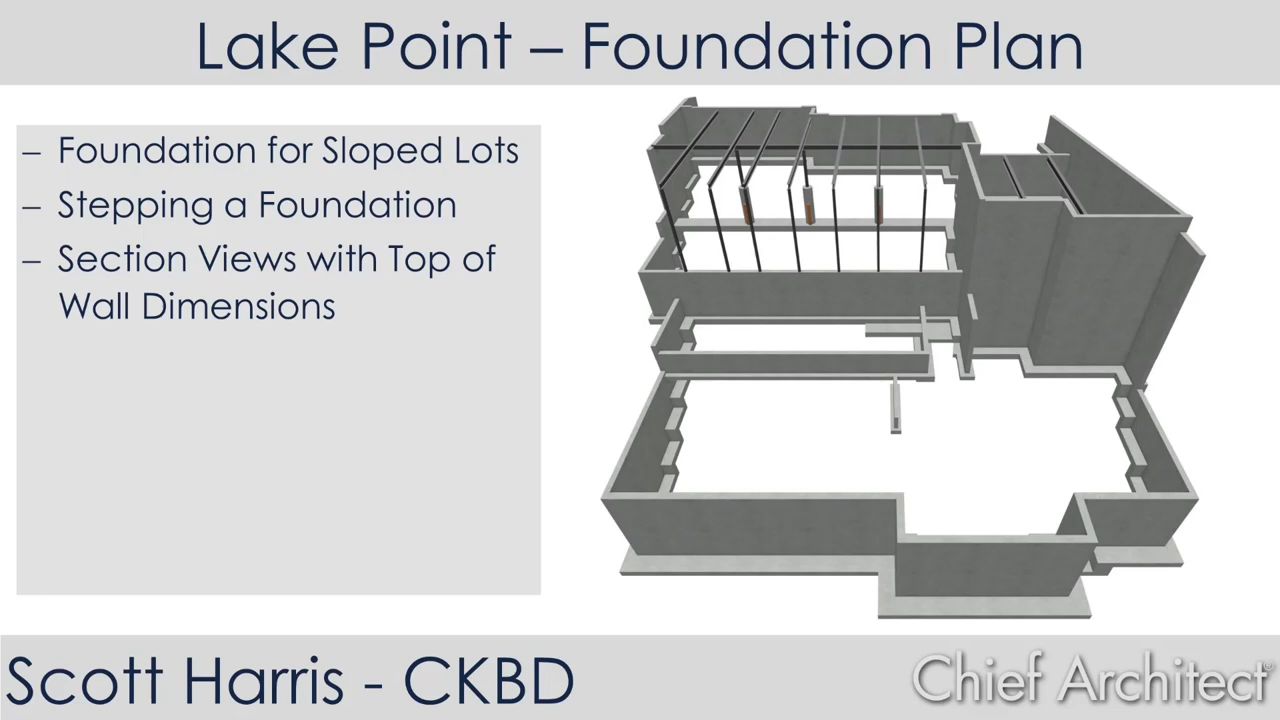 Lake Point – Foundation Plan
– Foundation for Sloped Lots
– Stepping a Foundation
– Section Views with Top of
Wall Dimensions
Scott Harris - CKBD
Chief Architect®